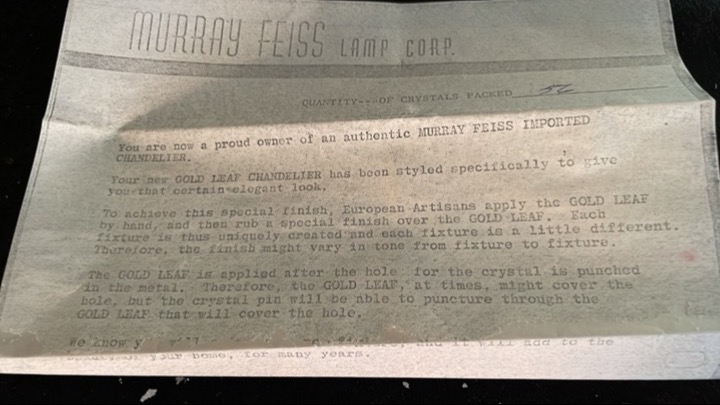 MURRAY FEISS LAMP CORP.
QUANTITY---OF CRYSTALS PACKED 56
You are now a proud owner of an authentic MURRAY FEISS IMPORTED
CHANDELIER.
Your new GOLD LEAF CHANDELIER has been styled specifically to give
you that certain elegant look.
To achieve this special finish, European Artisans apply the GOLD LEAF
by hand, and then rub a special finish over the GOLD LEAF. Each
fixture is thus uniquely created and each fixture is a little different.
Therefore, the finish might vary in tone from fixture to fixture.
The GOLD LEAF is applied after the hole for the crystal is punched
in the metal. Therefore, the GOLD LEAF, at times, might cover the
hole, but the crystal pin will be able to puncture through the
GOLD LEAF that will cover the hole.
We know and it will add to the
of your home, for many years.